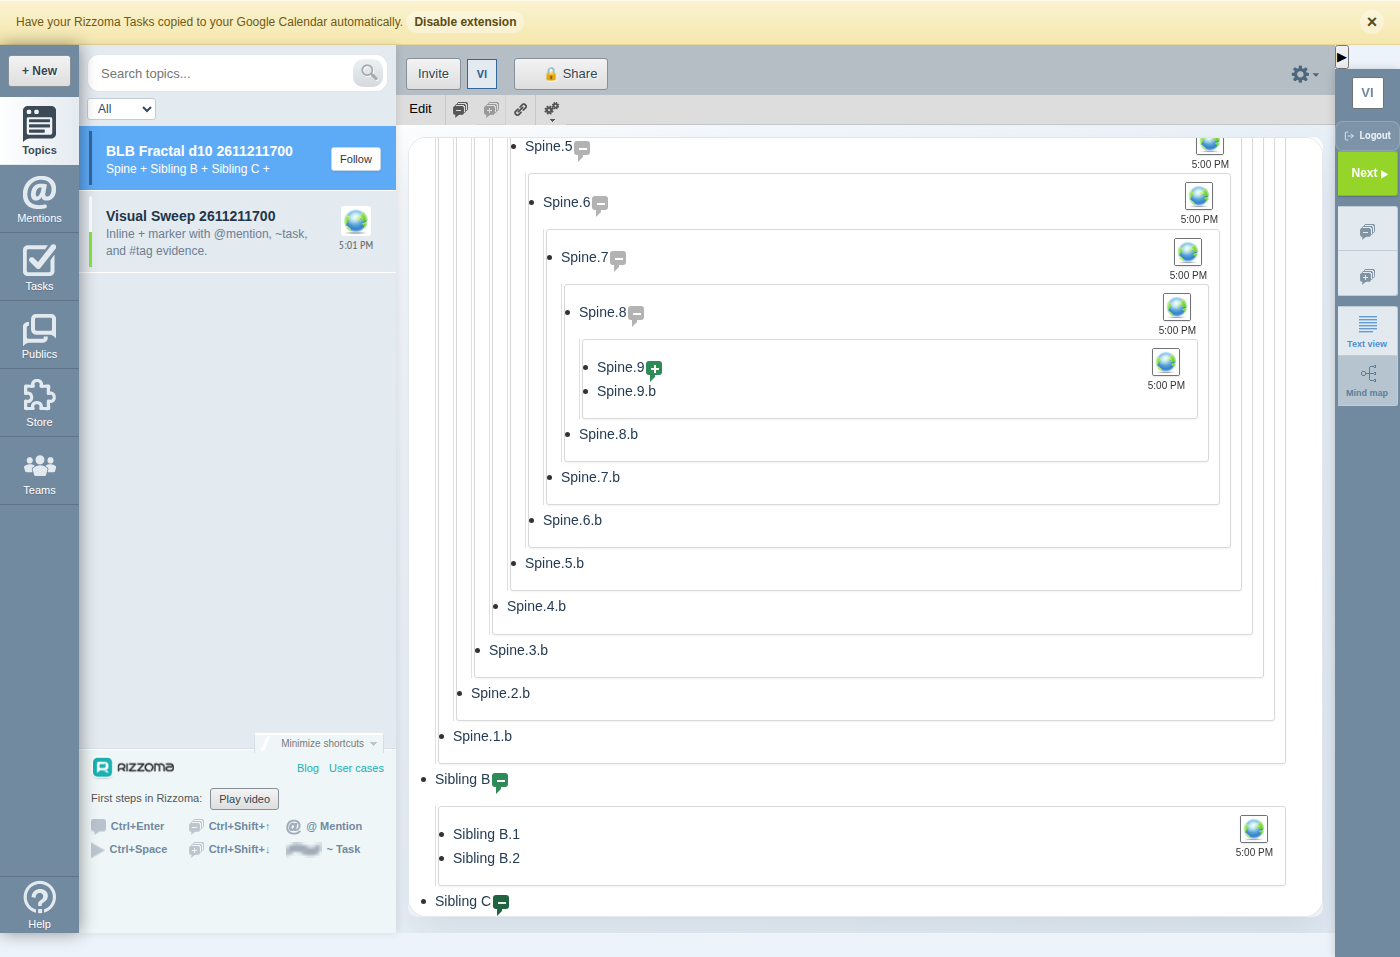 Have your Rizzoma Tasks copied to your Google Calendar automatically. Disable extension
+ New
Topics
Mentions
Tasks
Publics
Store
Teams
Help
Search topics...
All
BLB Fractal d10 2611211700
Spine + Sibling B + Sibling C +
Follow
Visual Sweep 2611211700
Inline + marker with @mention, ~task,
and #tag evidence.
5:01 PM
Minimize shortcuts
RIZZOMA
Blog User cases
First steps in Rizzoma: Play video
Ctrl+Enter Ctrl+Shift+↑ @ Mention
Ctrl+Space Ctrl+Shift+↓ ~ Task
Invite VI Share
Edit
Spine.5
5:00 PM
Spine.6
5:00 PM
Spine.7
5:00 PM
Spine.8
5:00 PM
Spine.9
Spine.9.b
5:00 PM
Spine.8.b
Spine.7.b
Spine.6.b
Spine.5.b
Spine.4.b
Spine.3.b
Spine.2.b
Spine.1.b
Sibling B
Sibling B.1
Sibling B.2
5:00 PM
Sibling C
VI
Logout
Next
Text view
Mind map